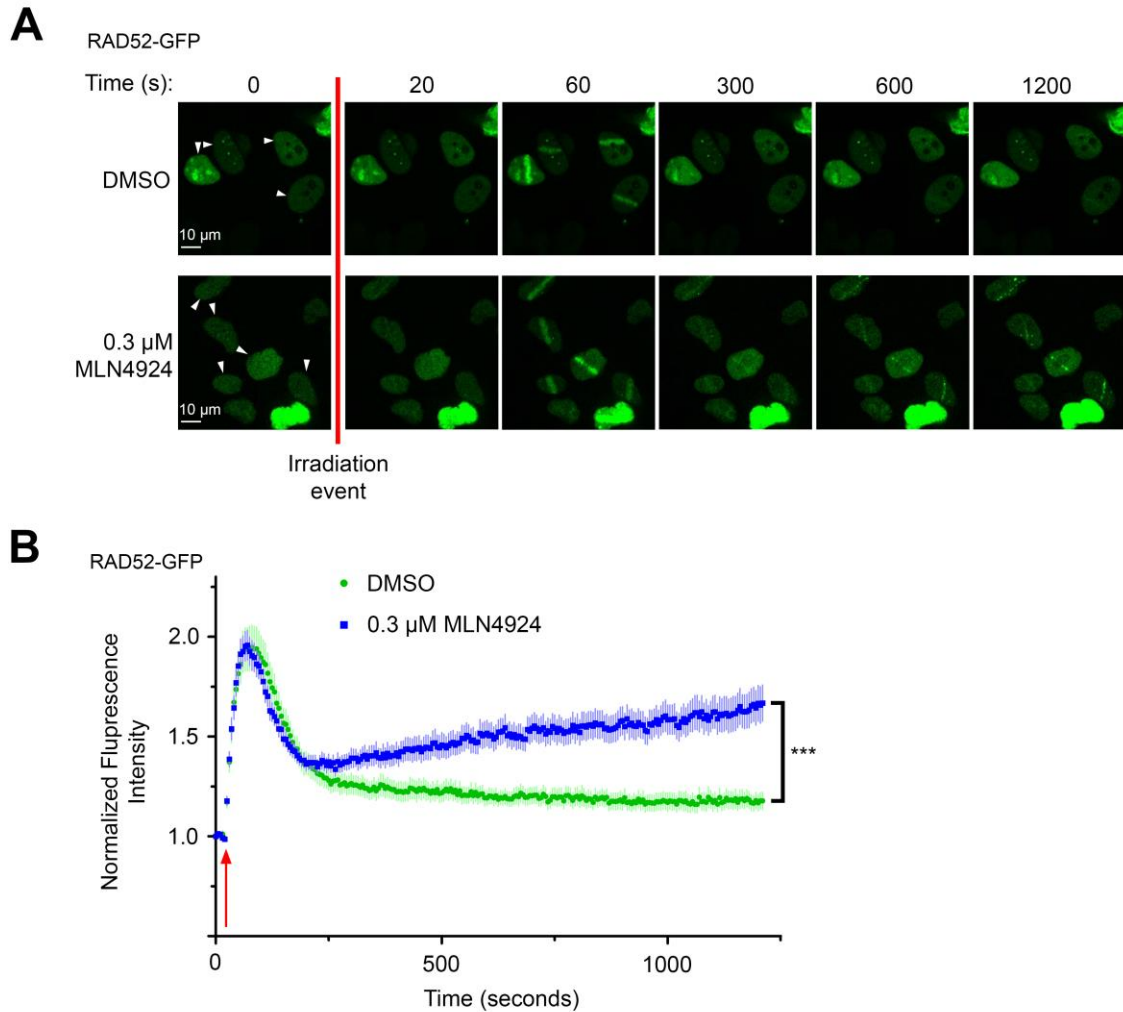 A
RAD52-GFP
Time (s): 0 20 60 300 600 1200
DMSO
10 µm
0.3 µM
MLN4924
10 µm
Irradiation
event
B
RAD52-GFP
DMSO
0.3 µM MLN4924
Normalized Fluprescence
Intensity
2.0
1.5
1.0
***
0 500 1000
Time (seconds)